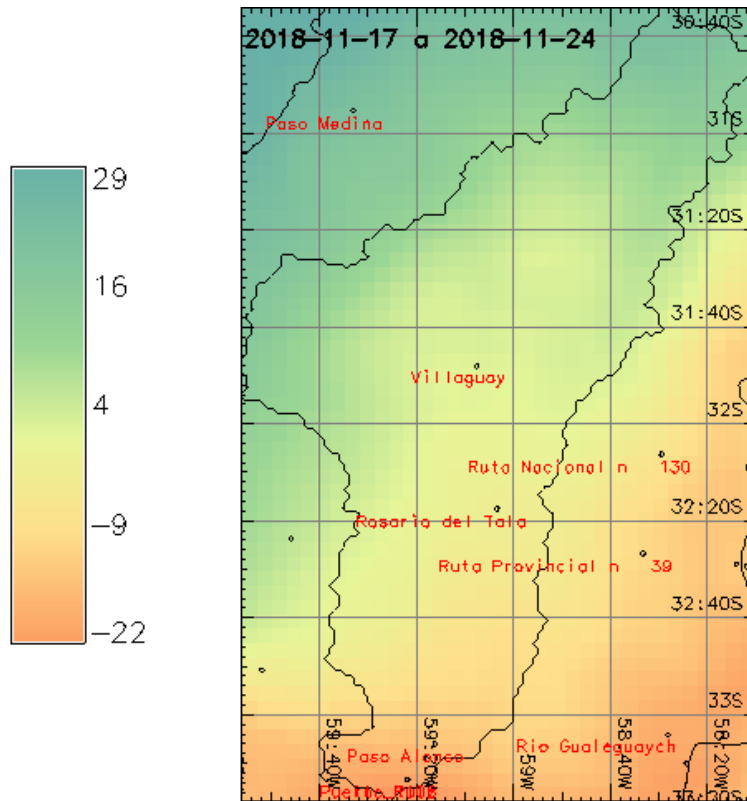 2018-11-17 a 2018-11-24
30:40S
Paso Medina
31S
29
31:20S
16
31:40S
Villaguay
4
32S
Ruta Nacional n 130
32:20S
Rosario del Tala
-9
Ruta Provincial n 39
32:40S
-22
33S
59:40W
59:20W
59W
58:40W
58:20W
Rio Gualeguaych
Paso Alonso
Puerto Ruiz